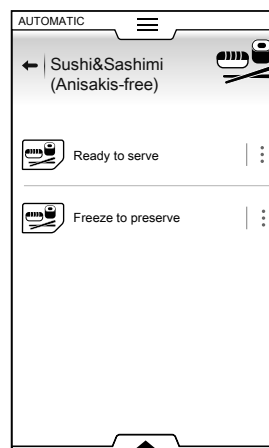 AUTOMATIC
Sushi&Sashimi
(Anisakis-free)
Ready to serve
Freeze to preserve